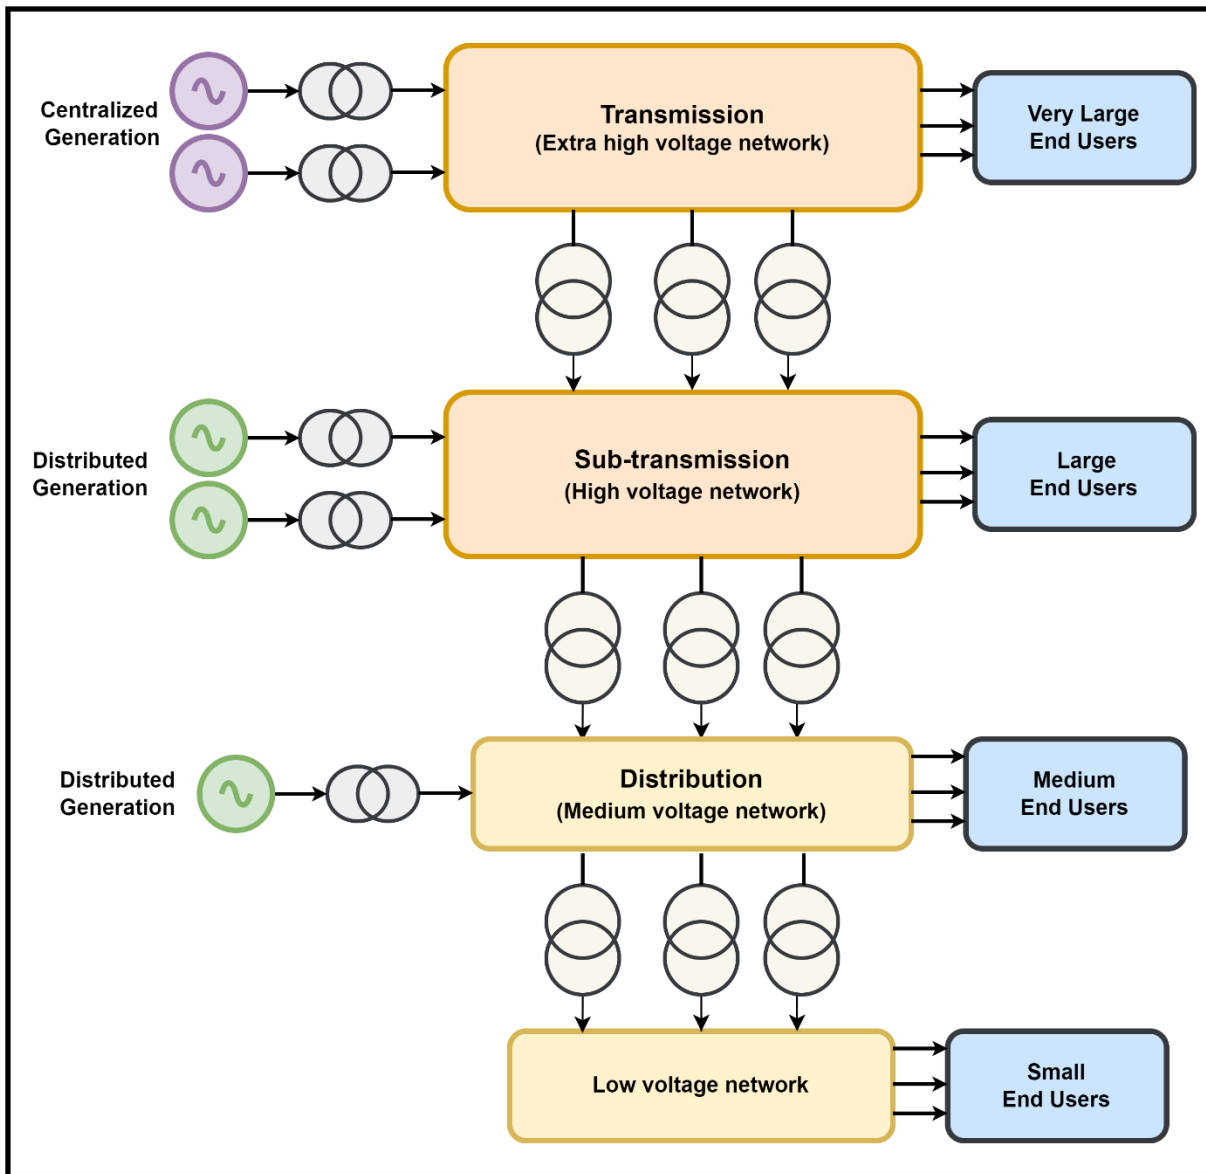 Centralized
Generation
Transmission
(Extra high voltage network)
Very Large
End Users
Distributed
Generation
Sub-transmission
(High voltage network)
Large
End Users
Distributed
Generation
Distribution
(Medium voltage network)
Medium
End Users
Low voltage network
Small
End Users